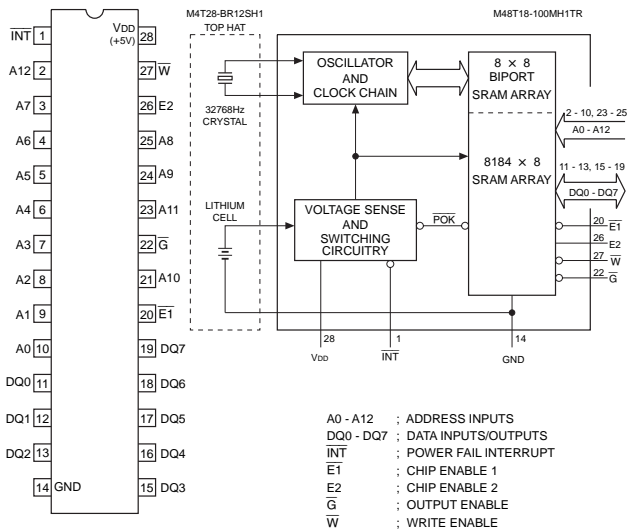 INT 1
A12 2
A7 3
A6 4
A5 5
A4 6
A3 7
A2 8
A1 9
A0 10
DQ0 11
DQ1 12
DQ2 13
14 GND
VDD
(+5V)
28
27 W
26 E2
25 A8
24 A9
23 A11
22 G
21 A10
20 E1
19 DQ7
18 DQ6
17 DQ5
16 DQ4
15 DQ3
M4T28-BR12SH1
TOP HAT
M48T18-100MH1TR
32768Hz
CRYSTAL
LITHIUM
CELL
OSCILLATOR
AND
CLOCK CHAIN
8 × 8
BIPORT
SRAM ARRAY
8184 × 8
SRAM ARRAY
VOLTAGE SENSE
AND
SWITCHING
CIRCUITRY
POK
2 - 10, 23 - 25
A0 - A12
11 - 13, 15 - 19
DQ0 - DQ7
20 E1
26 E2
27 W
22 G
28
VDD
1
INT
14
GND
A0 - A12 ; ADDRESS INPUTS
DQ0 - DQ7 ; DATA INPUTS/OUTPUTS
INT ; POWER FAIL INTERRUPT
E1 ; CHIP ENABLE 1
E2 ; CHIP ENABLE 2
G ; OUTPUT ENABLE
W ; WRITE ENABLE